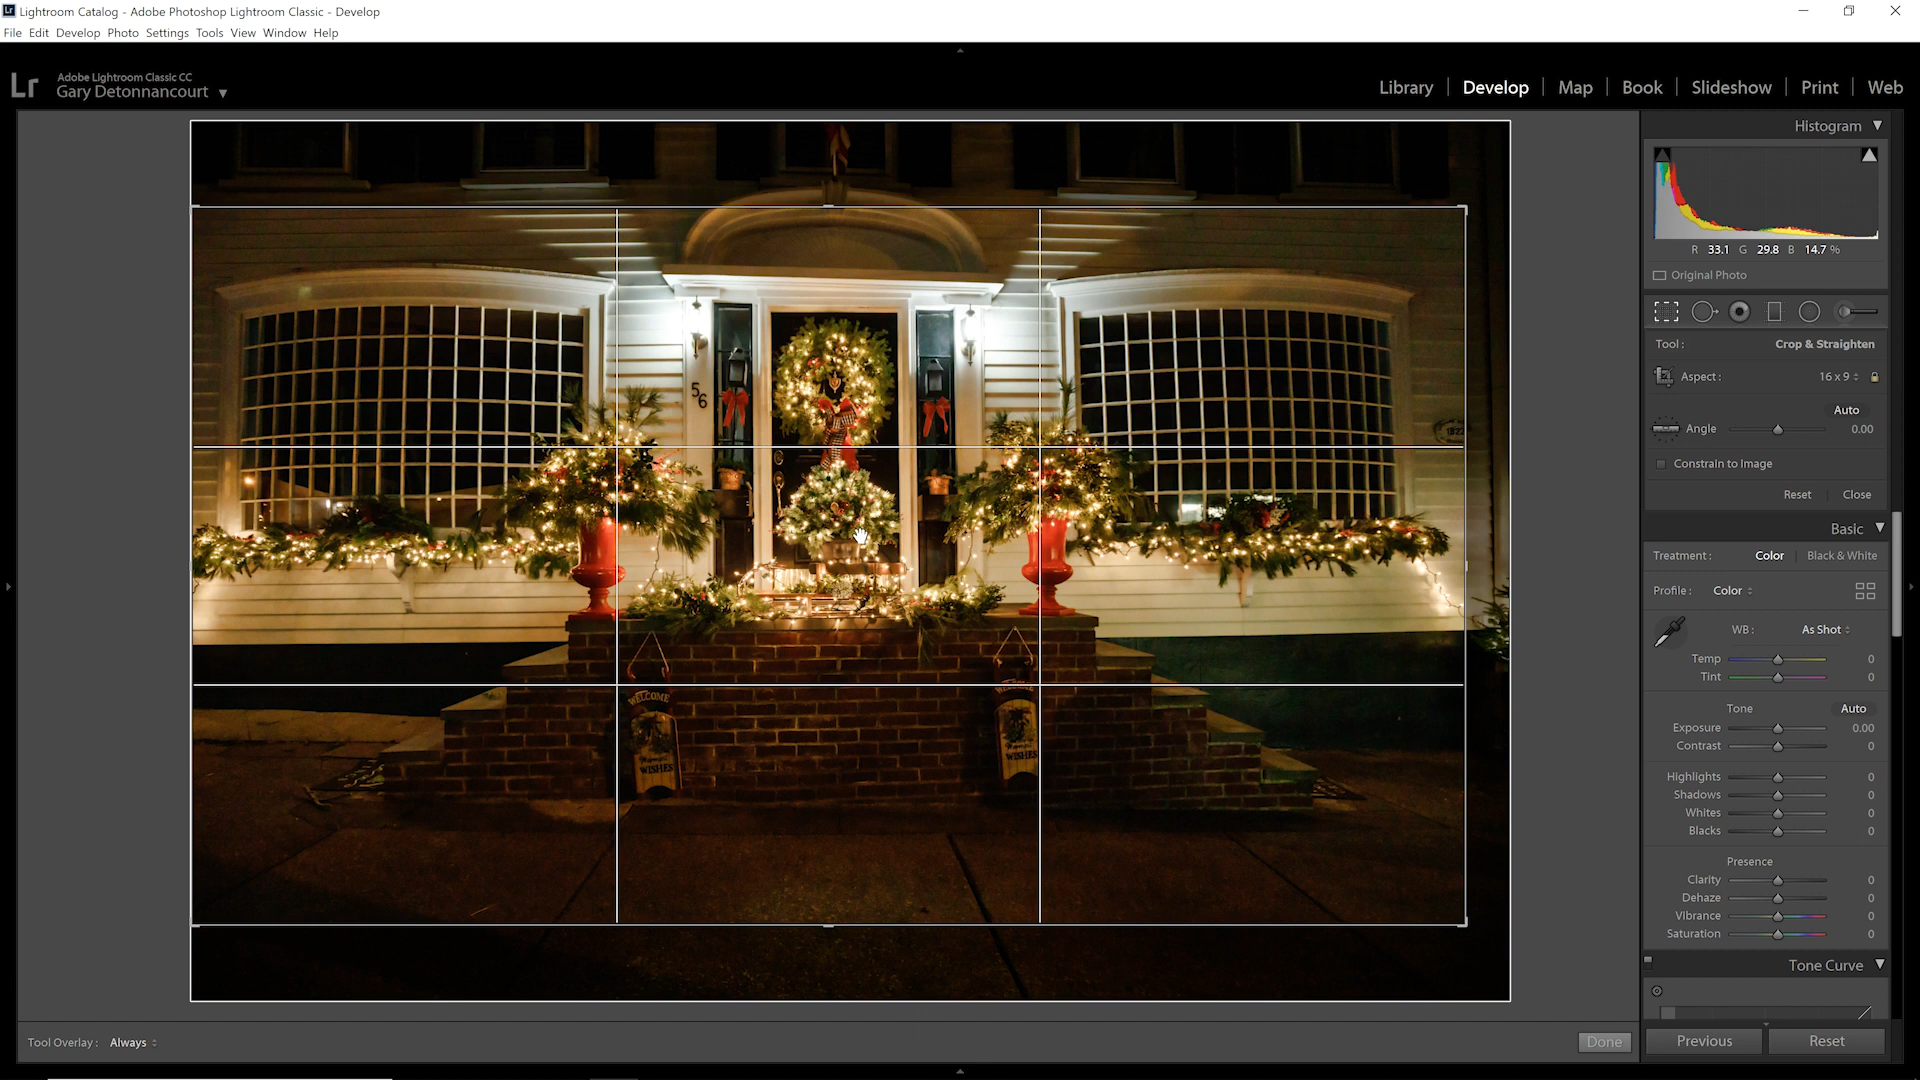 Lr Lightroom Catalog - Adobe Photoshop Lightroom Classic - Develop
File Edit Develop Photo Settings Tools View Window Help
Lr
Adobe Lightroom Classic CC
Gary Detonnancourt
Library Develop Map Book Slideshow Print Web
Histogram
R 33.1 G 29.8 B 14.7 %
Original Photo
Tool : Crop & Straighten
Aspect : 16 x 9
Auto
Angle 0.00
Constrain to Image
Reset Close
Basic
Treatment : Color Black & White
Profile : Color
WB : As Shot
Temp 0
Tint 0
Tone Auto
Exposure 0.00
Contrast 0
Highlights 0
Shadows 0
Whites 0
Blacks 0
Presence
Clarity 0
Dehaze 0
Vibrance 0
Saturation 0
Tone Curve
Previous Reset
56
WELCOME
WISHES
WISHES
Tool Overlay : Always
Done